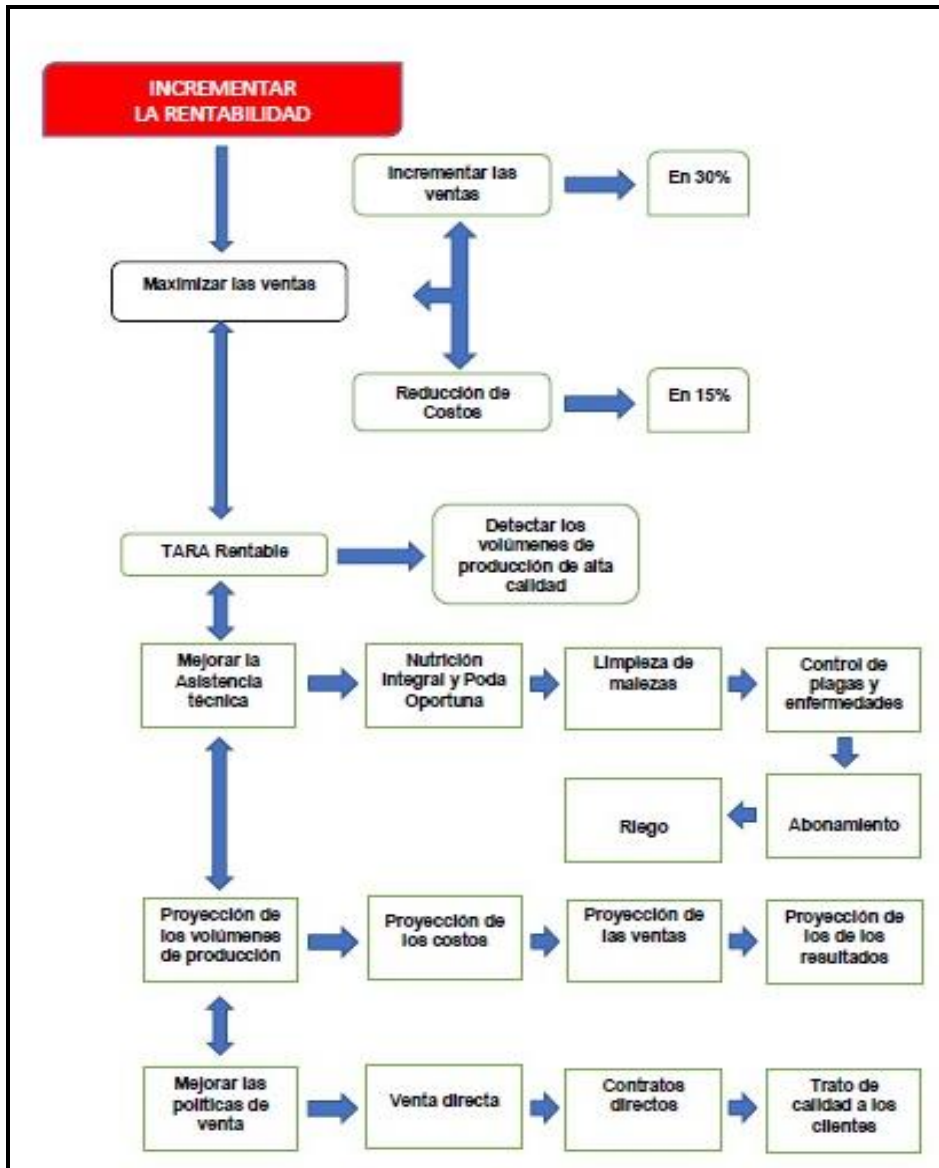 INCREMENTAR
LA RENTABILIDAD
Incrementar las
ventas
En 30%
Maximizar las ventas
Reducción de
Costos
En 15%
TARA Rentable
Detectar los
volúmenes de
producción de alta
calidad
Mejorar la
Asistencia
técnica
Nutrición
Integral y Poda
Oportuna
Limpieza de
malezas
Control de
plagas y
enfermedades
Riego
Abonamiento
Proyección de
los volúmenes
de producción
Proyección de
los costos
Proyección de
las ventas
Proyección de
los de los
resultados
Mejorar las
políticas de
venta
Venta directa
Contratos
directos
Trato de
calidad a los
clientes